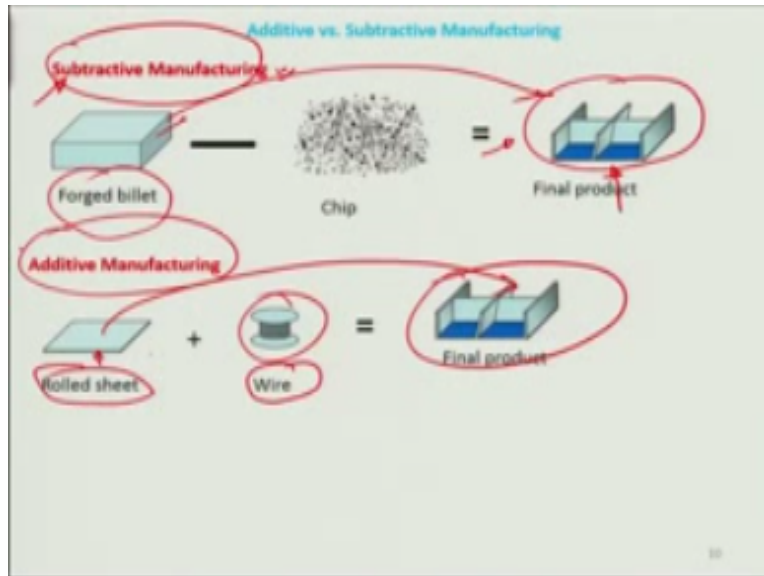 Additive vs. Subtractive Manufacturing
Subtractive Manufacturing
=
Forged billet
Chip
Final product
Additive Manufacturing
+
=
Rolled sheet
Wire
Final product